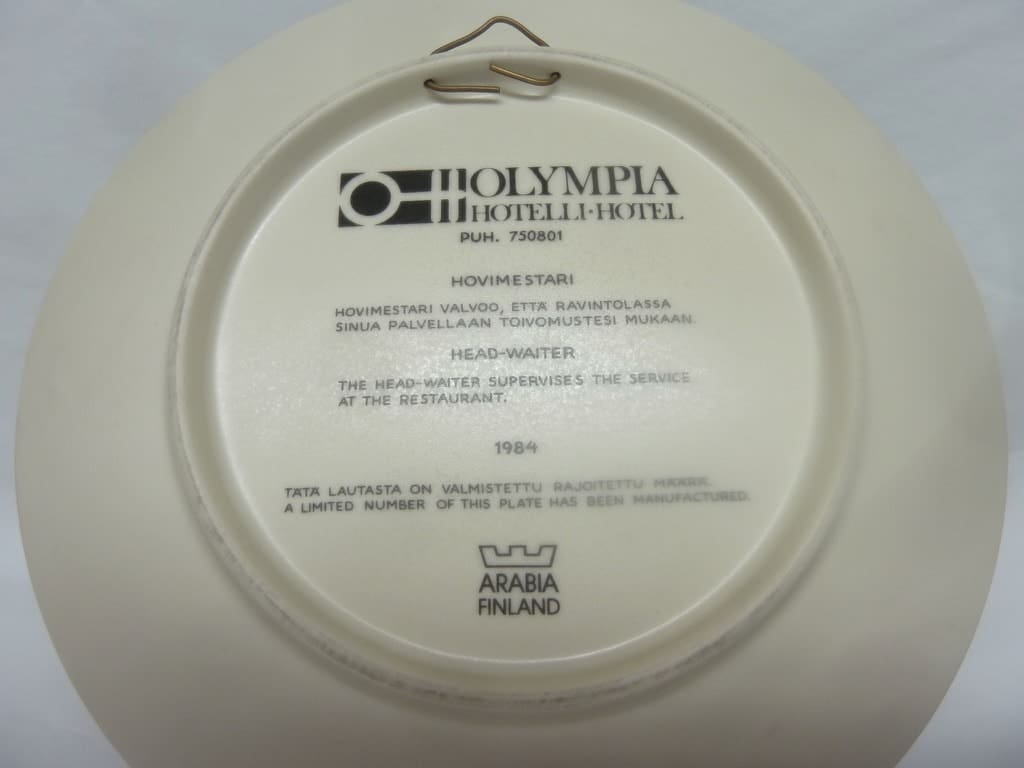 OLYMPIA
HOTELLI·HOTEL
PUH. 750801
HOVIMESTARI
HOVIMESTARI VALVOO, ETTÄ RAVINTOLASSA
SINUA PALVELLAAN TOIVOMUSTESI MUKAAN.
HEAD-WAITER
THE HEAD-WAITER SUPERVISES THE SERVICE
AT THE RESTAURANT.
1984
TÄTÄ LAUTASTA ON VALMISTETTU RAJOITETTU MÄÄRÄ.
A LIMITED NUMBER OF THIS PLATE HAS BEEN MANUFACTURED.
ARABIA
FINLAND